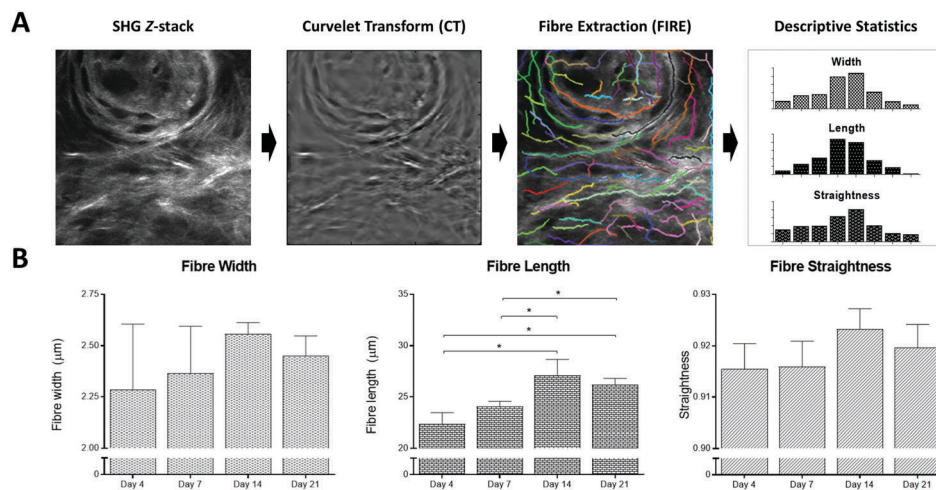 A
SHG Z-stack
Curvelet Transform (CT)
Fibre Extraction (FIRE)
Descriptive Statistics
Width
Length
Straightness
B
Fibre Width
Fibre width (µm)
2.75
2.50
2.25
2.00
0
Day 4 Day 7 Day 14 Day 21
Fibre Length
Fibre length (µm)
35
30
25
20
0
* * * *
Day 4 Day 7 Day 14 Day 21
Fibre Straightness
Straightness
0.93
0.92
0.91
0.90
0
Day 4 Day 7 Day 14 Day 21